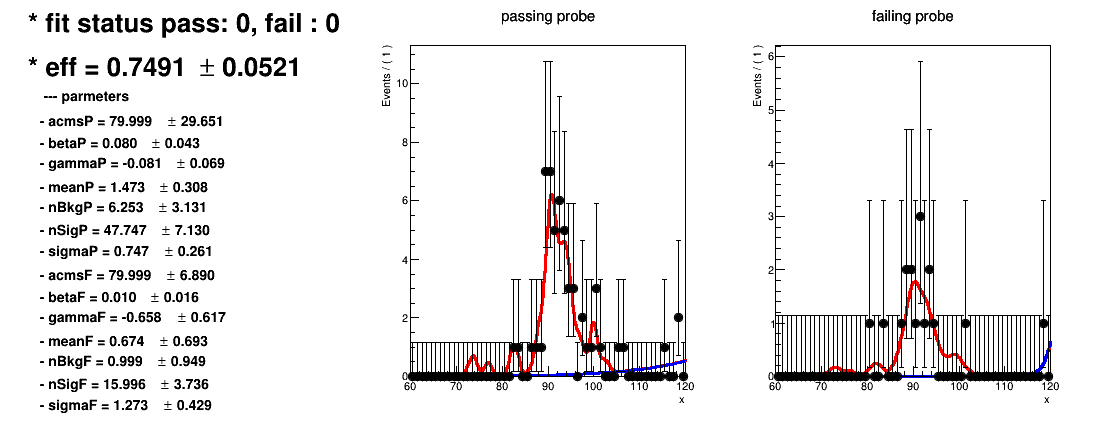 * fit status pass: 0, fail : 0
* eff = 0.7491 ± 0.0521
--- parmeters
- acmsP = 79.999 ± 29.651
- betaP = 0.080 ± 0.043
- gammaP = -0.081 ± 0.069
- meanP = 1.473 ± 0.308
- nBkgP = 6.253 ± 3.131
- nSigP = 47.747 ± 7.130
- sigmaP = 0.747 ± 0.261
- acmsF = 79.999 ± 6.890
- betaF = 0.010 ± 0.016
- gammaF = -0.658 ± 0.617
- meanF = 0.674 ± 0.693
- nBkgF = 0.999 ± 0.949
- nSigF = 15.996 ± 3.736
- sigmaF = 1.273 ± 0.429
passing probe
Events / ( 1 )
10
8
6
4
2
0
60 70 80 90 100 110 120
x
failing probe
Events / ( 1 )
6
5
4
3
2
1
0
60 70 80 90 100 110 120
x